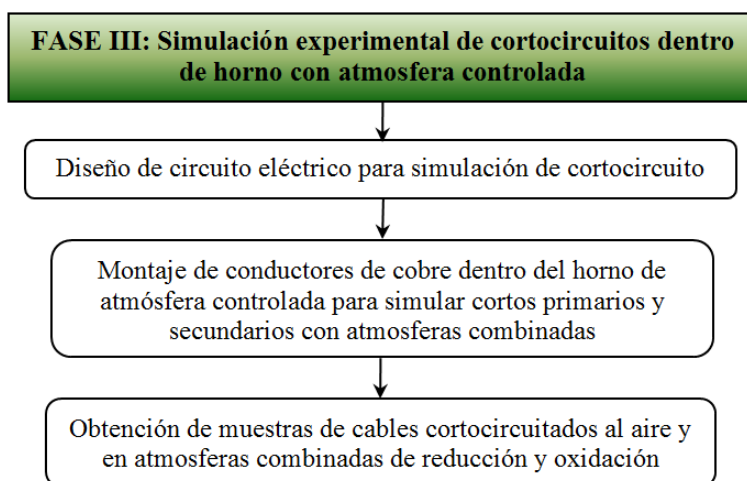 FASE III: Simulación experimental de cortocircuitos dentro
de horno con atmosfera controlada
Diseño de circuito eléctrico para simulación de cortocircuito
Montaje de conductores de cobre dentro del horno de
atmósfera controlada para simular cortos primarios y
secundarios con atmosferas combinadas
Obtención de muestras de cables cortocircuitados al aire y
en atmosferas combinadas de reducción y oxidación